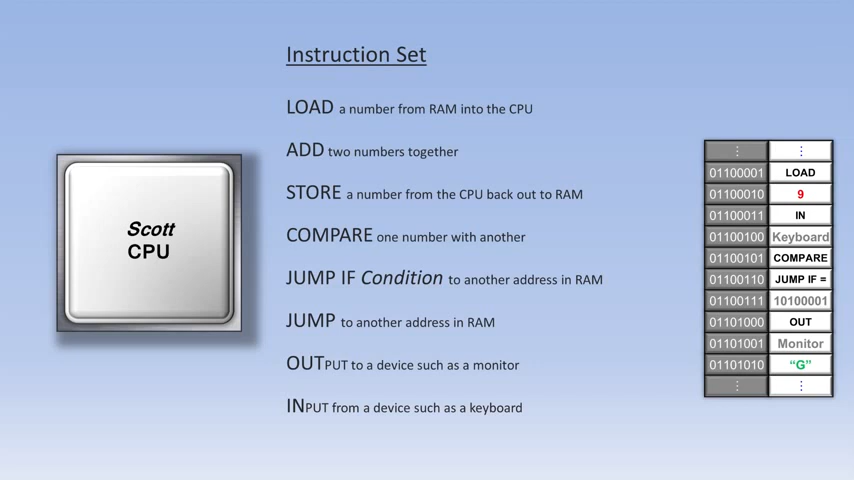 Instruction Set
LOAD a number from RAM into the CPU
ADD two numbers together
STORE a number from the CPU back out to RAM
COMPARE one number with another
JUMP IF Condition to another address in RAM
JUMP to another address in RAM
OUTPUT to a device such as a monitor
INPUT from a device such as a keyboard
Scott
CPU
⋮ ⋮
01100001 LOAD
01100010 9
01100011 IN
01100100 Keyboard
01100101 COMPARE
01100110 JUMP IF =
01100111 10100001
01101000 OUT
01101001 Monitor
01101010 “G”
⋮ ⋮